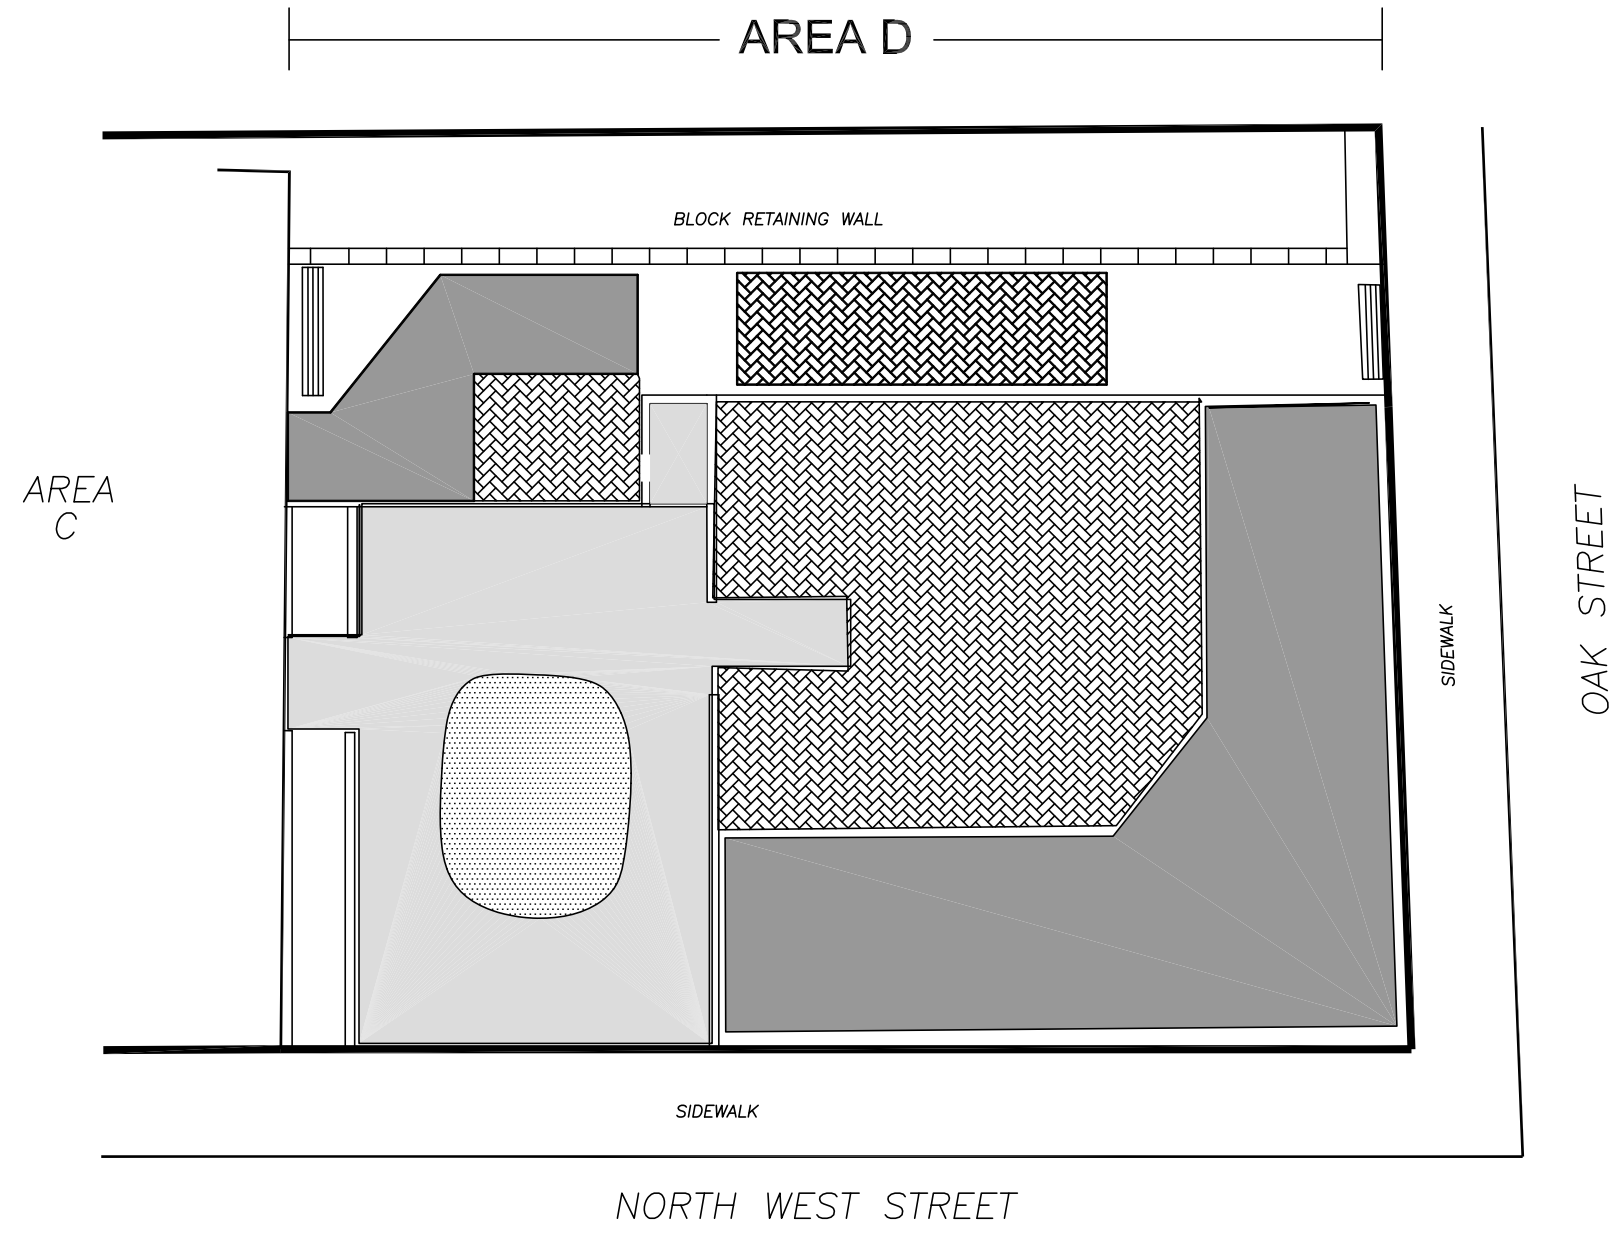 AREA D
BLOCK RETAINING WALL
AREA
C
SIDEWALK
OAK STREET
SIDEWALK
NORTH WEST STREET